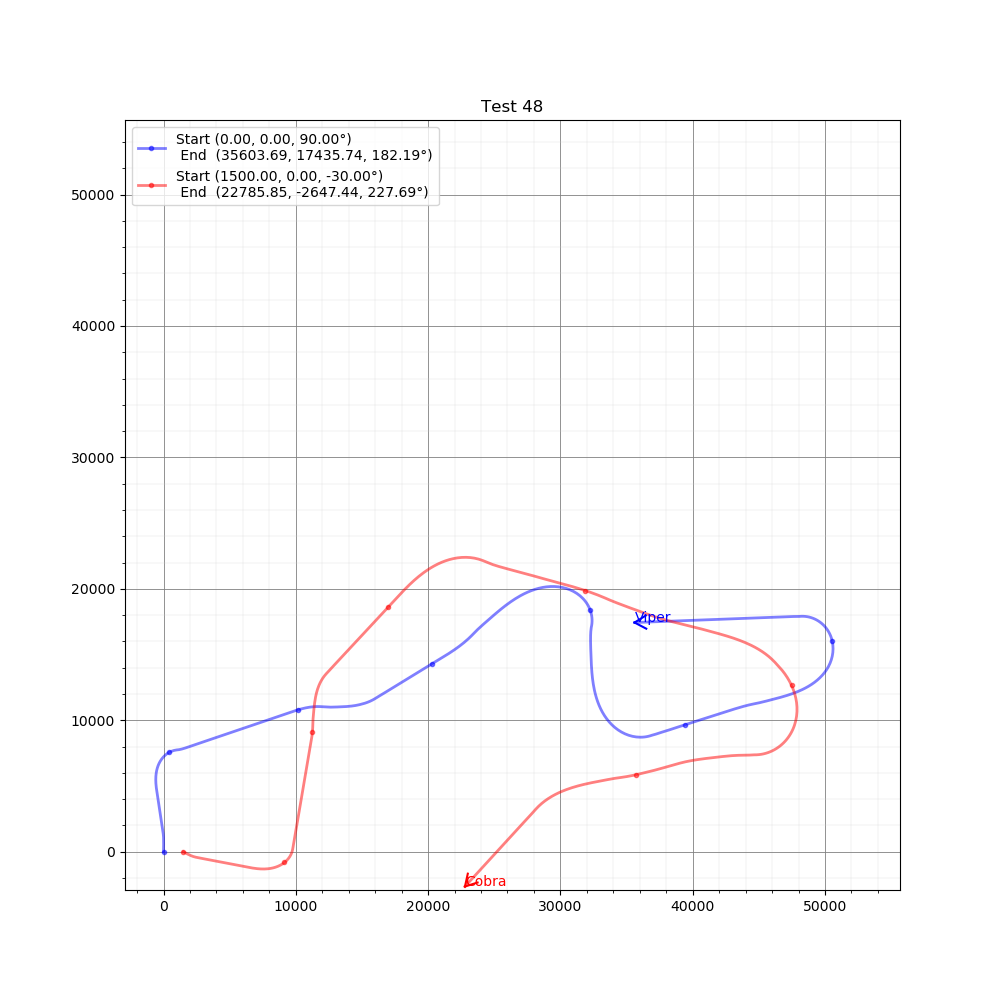 Test 48
Start (0.00, 0.00, 90.00°)
End (35603.69, 17435.74, 182.19°)
Start (1500.00, 0.00, -30.00°)
End (22785.85, -2647.44, 227.69°)
50000
40000
30000
20000
Viper
10000
0
Cobra
0 10000 20000 30000 40000 50000